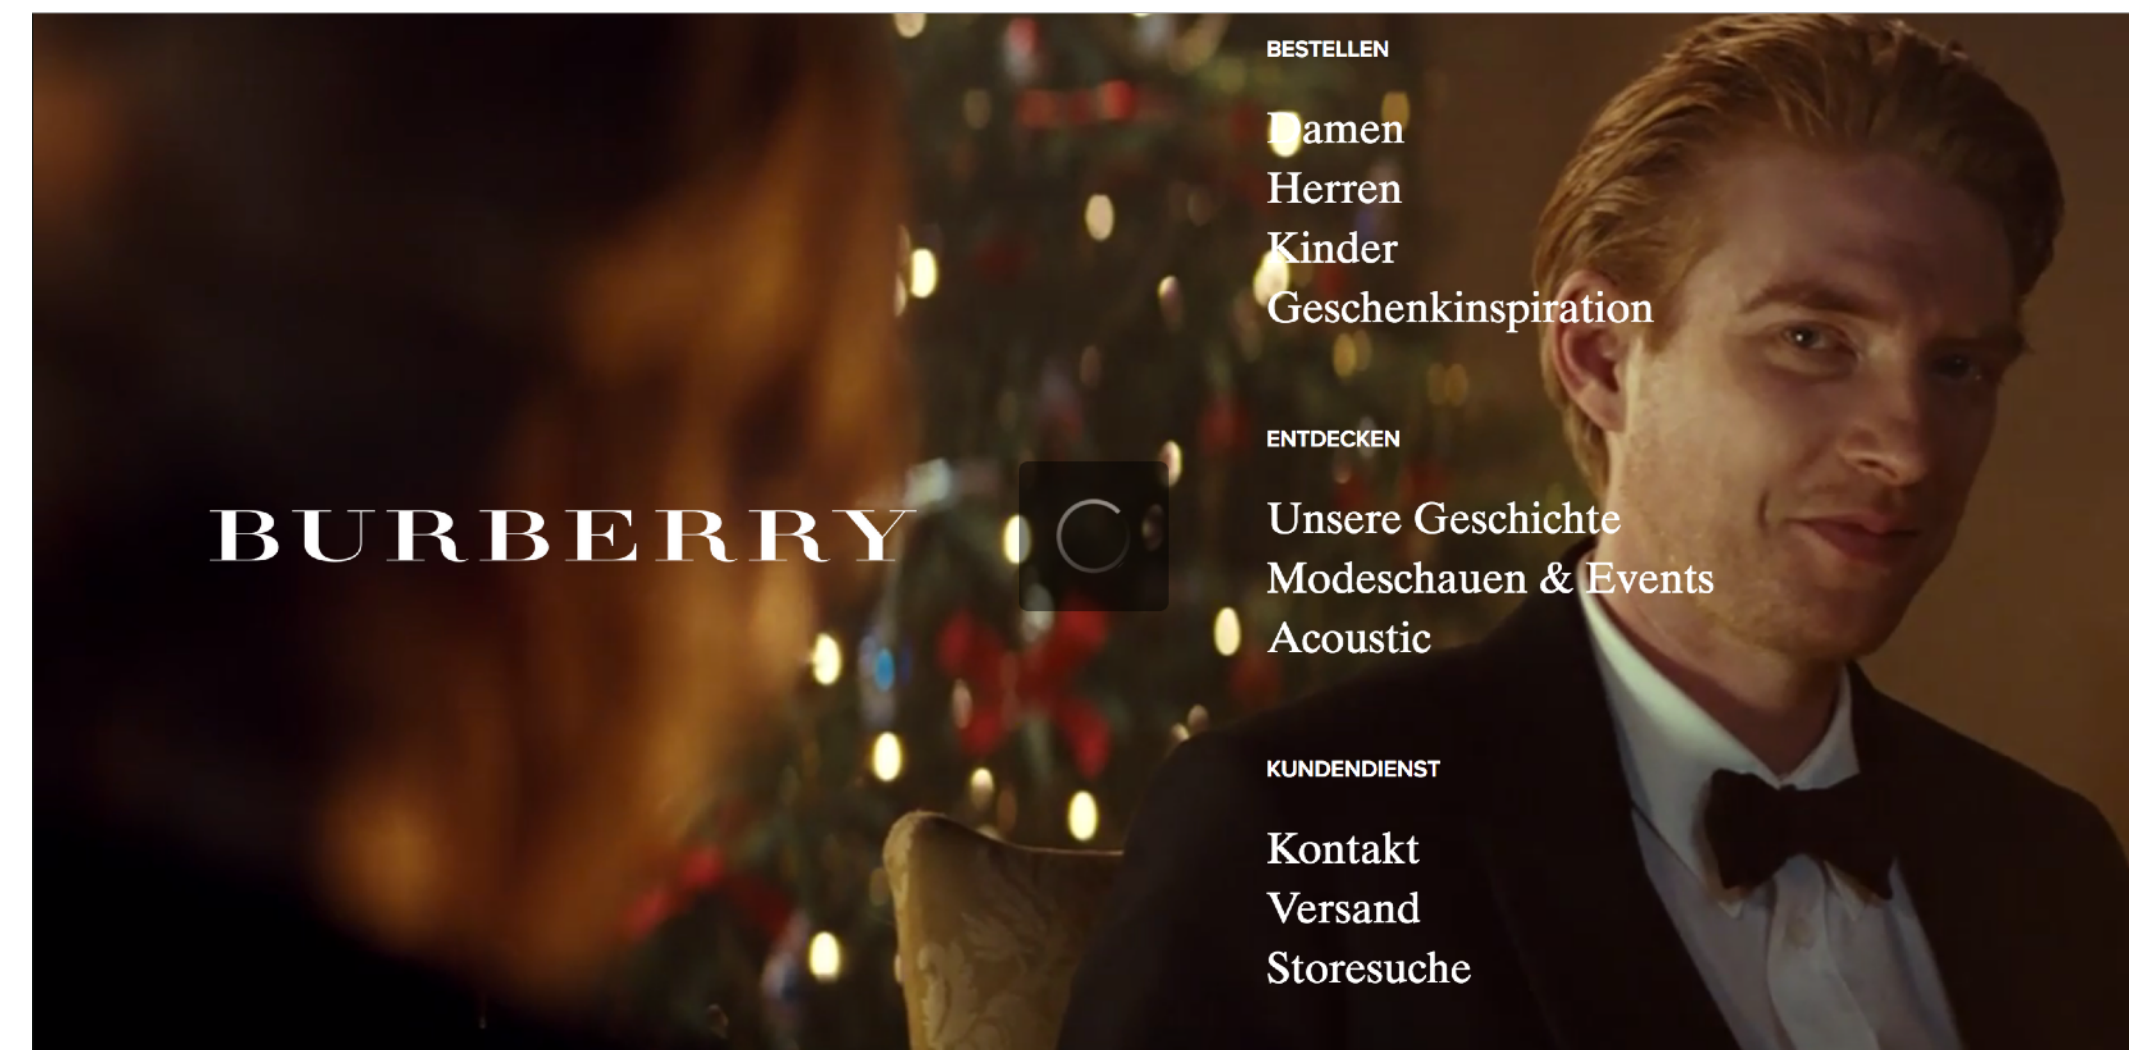 BURBERRY
BESTELLEN
Damen
Herren
Kinder
Geschenkinspiration
ENTDECKEN
Unsere Geschichte
Modeschauen & Events
Acoustic
KUNDENDIENST
Kontakt
Versand
Storesuche